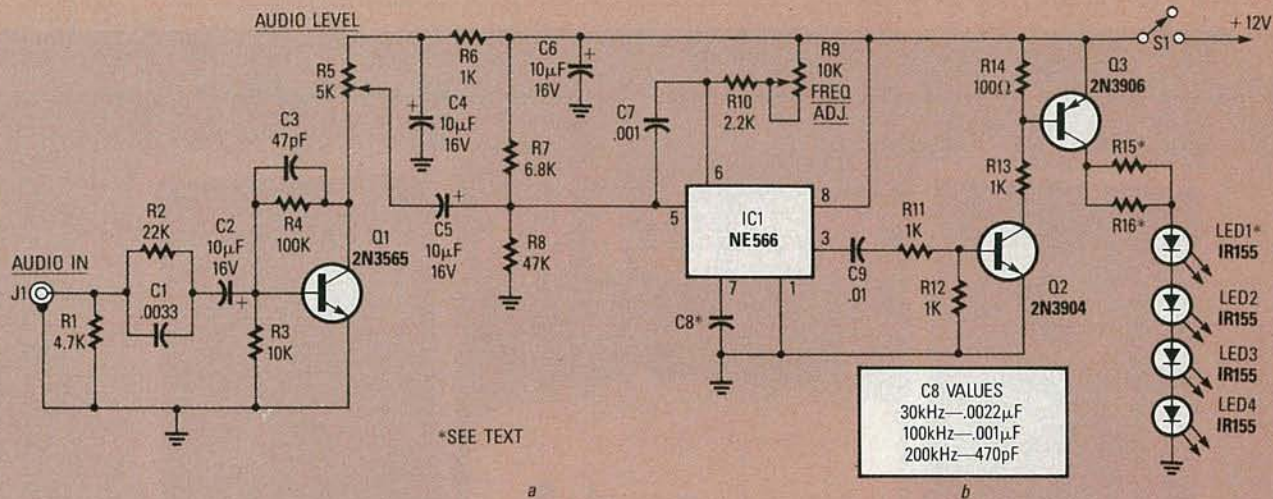 AUDIO LEVEL
R5
5K
R6
1K
C6
10µF
16V
R9
10K
FREQ
ADJ.
S1
+12V
R14
100Ω
Q3
2N3906
C4
10µF
16V
C7
.001
R10
2.2K
C3
47pF
R7
6.8K
R4
100K
R2
22K
C2
10µF
16V
Q1
2N3565
C5
10µF
16V
R8
47K
6
5
IC1
NE566
8
3
7
1
R11
1K
C9
.01
R13
1K
R15*
R16*
LED1*
IR155
AUDIO IN
J1
R1
4.7K
C1
.0033
R3
10K
C8*
R12
1K
Q2
2N3904
LED2
IR155
LED3
IR155
LED4
IR155
C8 VALUES
30kHz—.0022µF
100kHz—.001µF
200kHz—470pF
*SEE TEXT
a
b